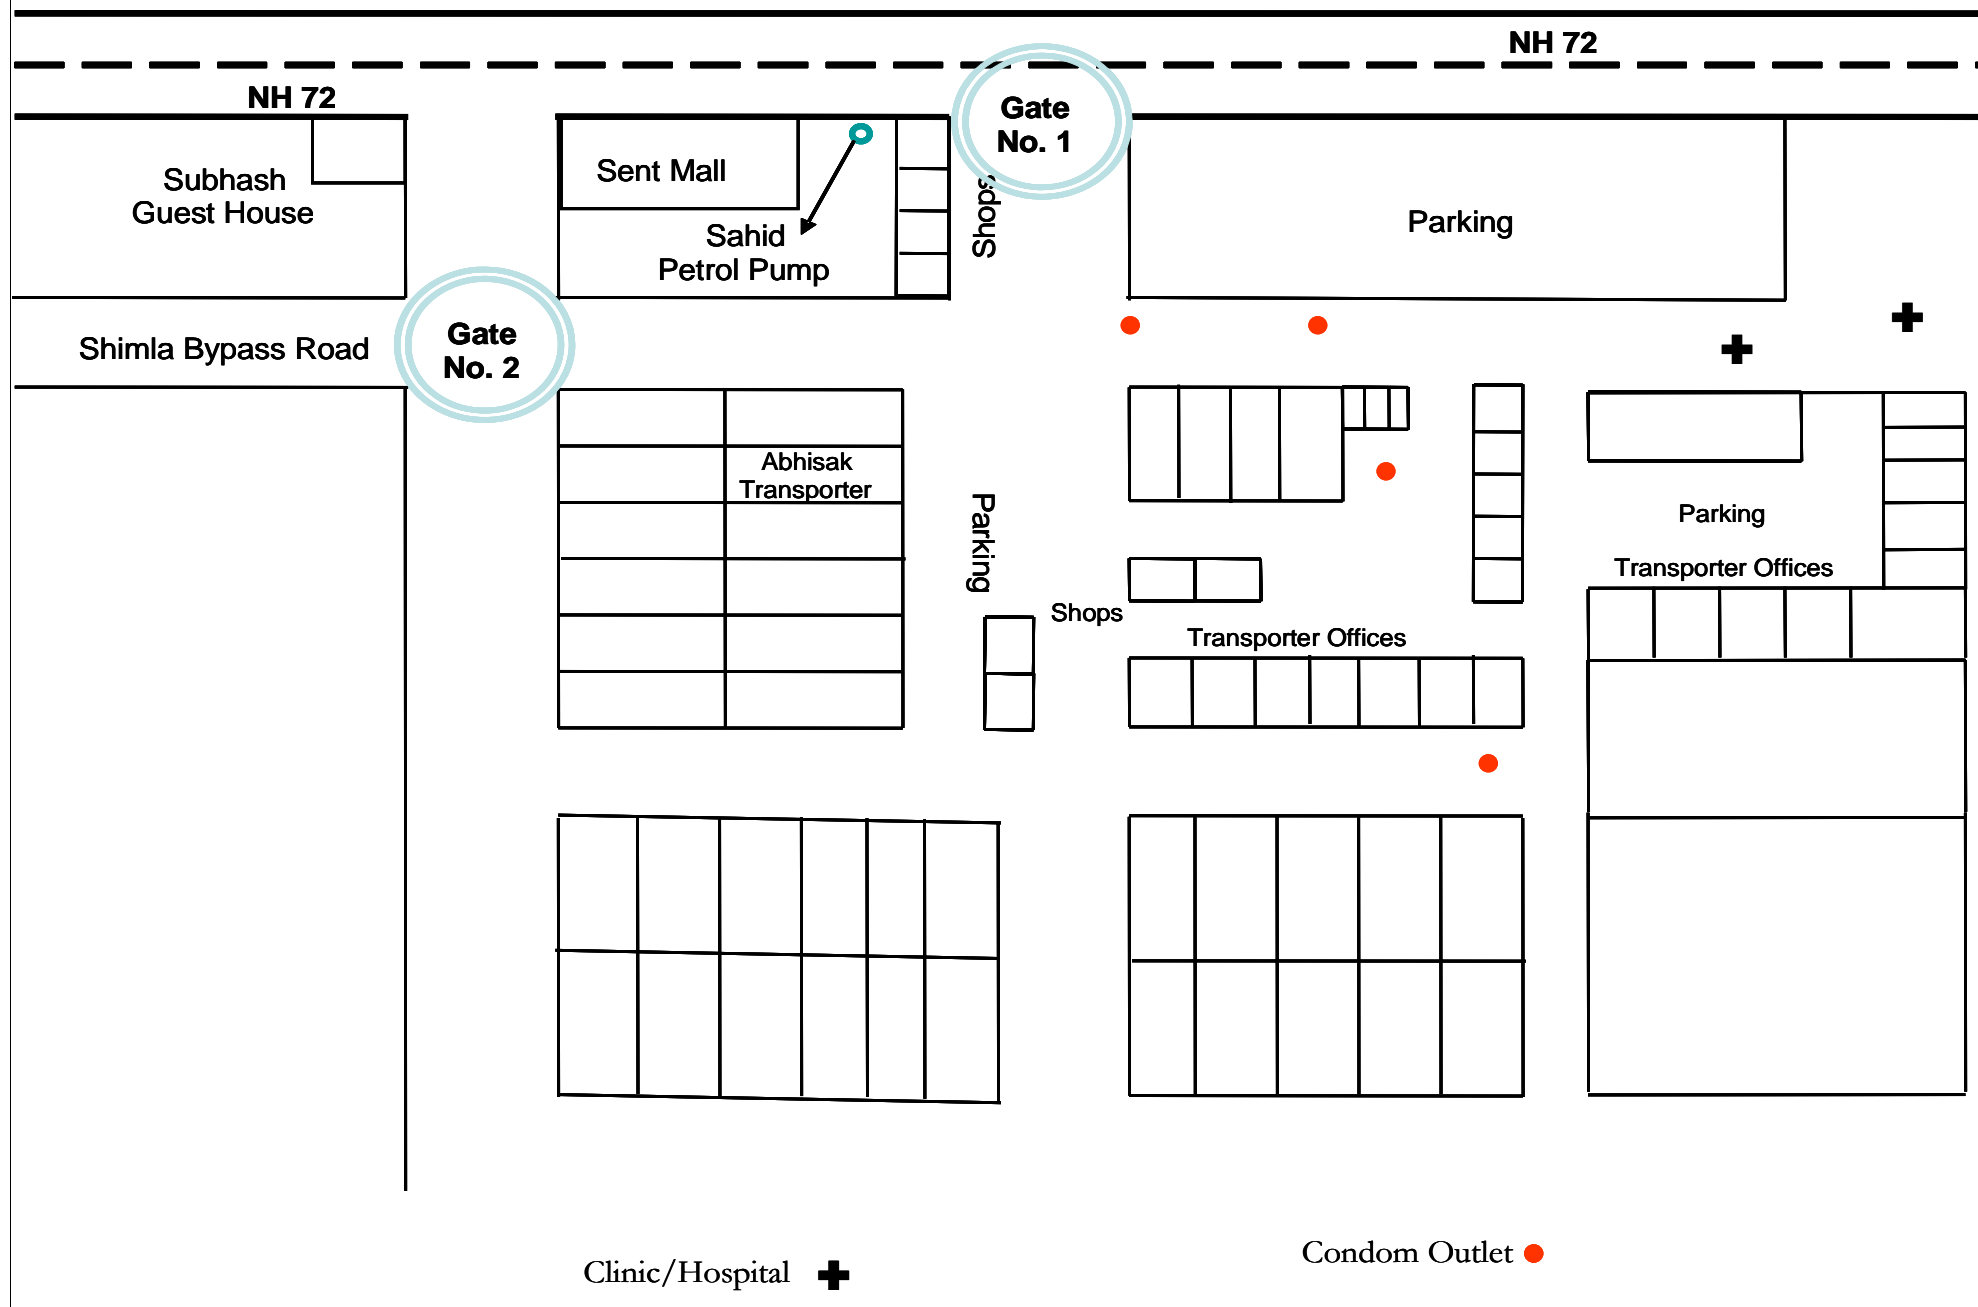 NH 72
NH 72
Gate
No. 1
Subhash
Guest House
Sent Mall
Sahid
Petrol Pump
Shops
Parking
Shimla Bypass Road
Gate
No. 2
Abhisak
Transporter
Parking
Shops
Transporter Offices
Parking
Transporter Offices
Clinic/Hospital
Condom Outlet